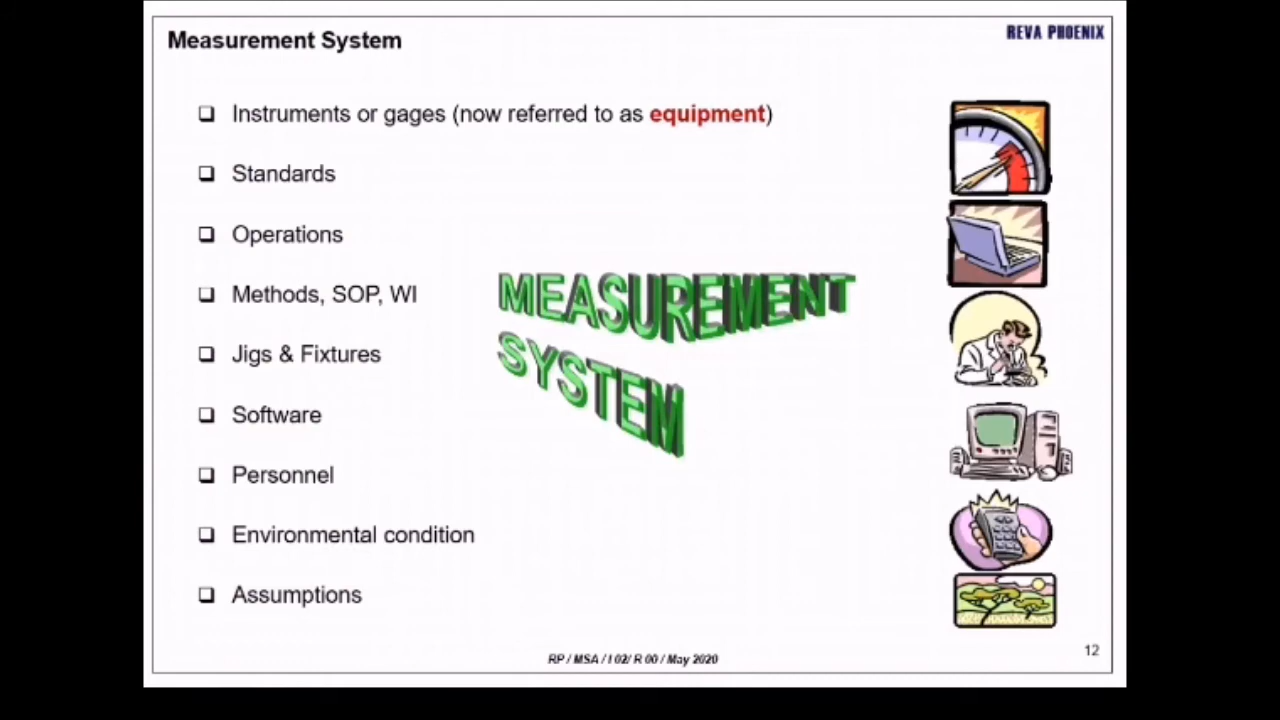 Measurement System
REVA PHOENIX
Instruments or gages (now referred to as equipment)
Standards
Operations
Methods, SOP, WI
Jigs & Fixtures
Software
Personnel
Environmental condition
Assumptions
MEASUREMENT
SYSTEM
RP / MSA / I 02/ R 00 / May 2020
12